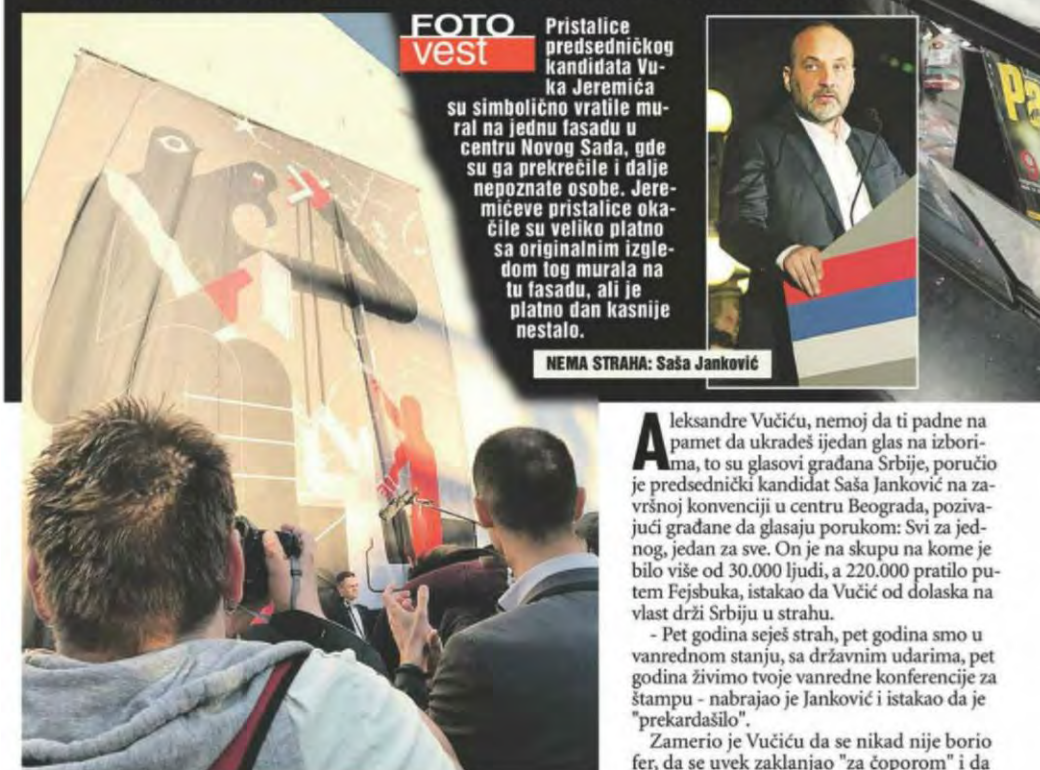 FOTO
vest
Pristalice
predsedničkog
kandidata Vu-
ka Jeremića
su simbolično vratile mu-
ral na jednu fasadu u
centru Novog Sada, gde
su ga prekrečile i dalje
nepoznate osobe. Jere-
mićeve pristalice oka-
čile su veliko platno
sa originalnim izgle-
dom tog murala na
tu fasadu, ali je
platno dan kasnije
nestalo.
NEMA STRAHA: Saša Janković
Aleksandre Vučiću, nemoj da ti padne na
pamet da ukradeš ijedan glas na izbori-
ma, to su glasovi građana Srbije, poručio
je predsednički kandidat Saša Janković na za-
vršnoj konvenciji u centru Beograda, poziva-
jući građane da glasaju porukom: Svi za jed-
nog, jedan za sve. On je na skupu na kome je
bilo više od 30.000 ljudi, a 220.000 pratilo pu-
tem Fejsbuka, istakao da Vučić od dolaska na
vlast drži Srbiju u strahu.
- Pet godina seješ strah, pet godina smo u
vanrednom stanju, sa državnim udarima, pet
godina živimo tvoje vanredne konferencije za
štampu - nabrajao je Janković i istakao da je
"prekardašilo".
Zamerio je Vučiću da se nikad nije borio
fer, da se uvek zaklanjao "za čoporom" i da